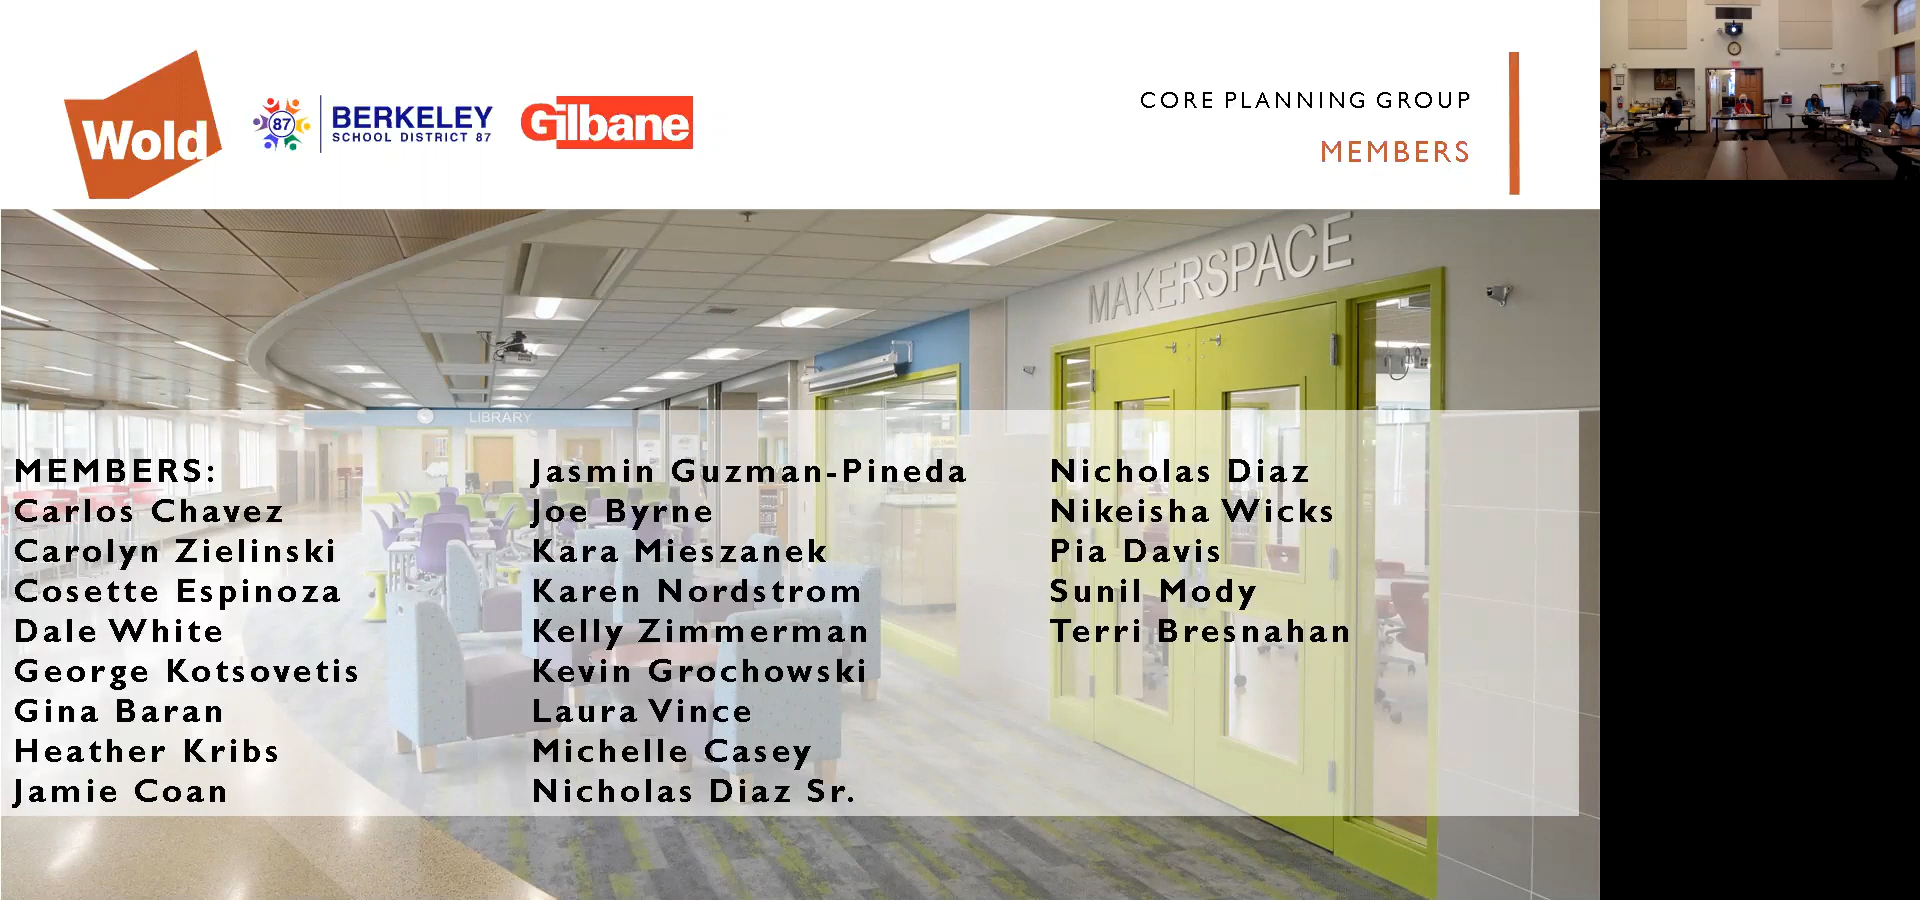 Wold
87
BERKELEY
SCHOOL DISTRICT 87
Gilbane
CORE PLANNING GROUP
MEMBERS
MAKERSPACE
LIBRARY
MEMBERS:
Carlos Chavez
Carolyn Zielinski
Cosette Espinoza
Dale White
George Kotsovetis
Gina Baran
Heather Kribs
Jamie Coan
Jasmin Guzman-Pineda
Joe Byrne
Kara Mieszanek
Karen Nordstrom
Kelly Zimmerman
Kevin Grochowski
Laura Vince
Michelle Casey
Nicholas Diaz Sr.
Nicholas Diaz
Nikeisha Wicks
Pia Davis
Sunil Mody
Terri Bresnahan